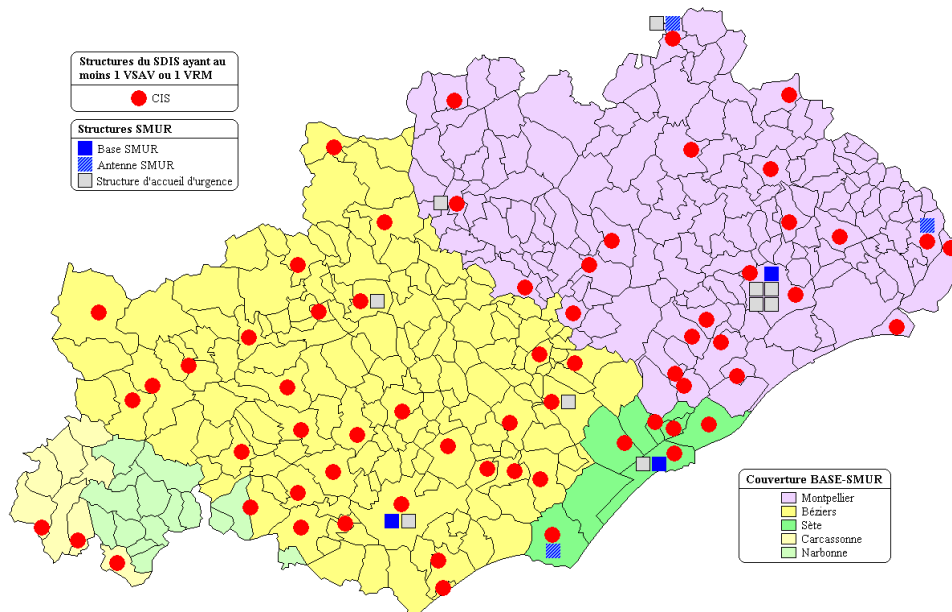 Structures du SDIS ayant au
moins 1 VSAV ou 1 VRM
CIS
Structures SMUR
Base SMUR
Antenne SMUR
Structure d'accueil d'urgence
Couverture BASE-SMUR
Montpellier
Béziers
Sète
Carcassonne
Narbonne